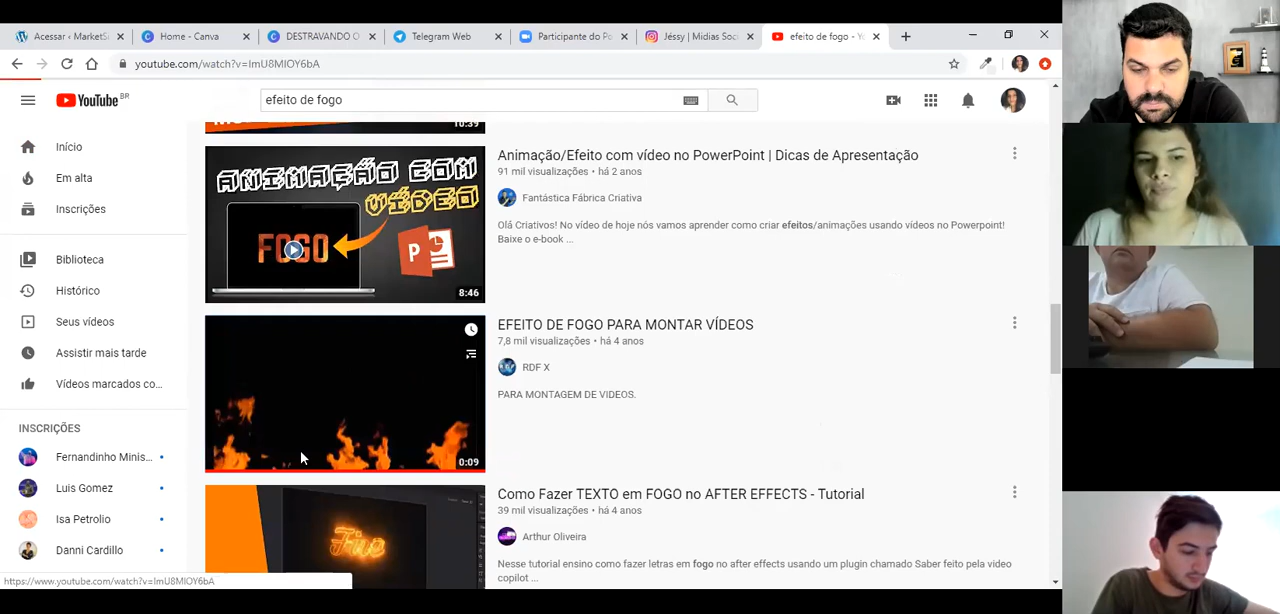 Acessar ‹ MarketSi
Home - Canva
DESTRAVANDO O
Telegram Web
Participante do Po
Jéssy | Midias Soci
efeito de fogo - Yo
youtube.com/watch?v=ImU8MIOY6bA
YouTube BR
efeito de fogo
Início
Em alta
Inscrições
Biblioteca
Histórico
Seus vídeos
Assistir mais tarde
Vídeos marcados co...
INSCRIÇÕES
Fernandinho Minis...
Luis Gomez
Isa Petrolio
Danni Cardillo
10:39
ANIMAÇÃO COM
VÍDEO
FOGO
P
8:46
Animação/Efeito com vídeo no PowerPoint | Dicas de Apresentação
91 mil visualizações • há 2 anos
Fantástica Fábrica Criativa
Olá Criativos! No vídeo de hoje nós vamos aprender como criar efeitos/animações usando vídeos no Powerpoint!
Baixe o e-book ...
0:09
EFEITO DE FOGO PARA MONTAR VÍDEOS
7,8 mil visualizações • há 4 anos
RDF X
PARA MONTAGEM DE VIDEOS.
Como Fazer TEXTO em FOGO no AFTER EFFECTS - Tutorial
39 mil visualizações • há 4 anos
Arthur Oliveira
Nesse tutorial ensino como fazer letras em fogo no after effects usando um plugin chamado Saber feito pela video
copilot ...
https://www.youtube.com/watch?v=ImU8MIOY6bA